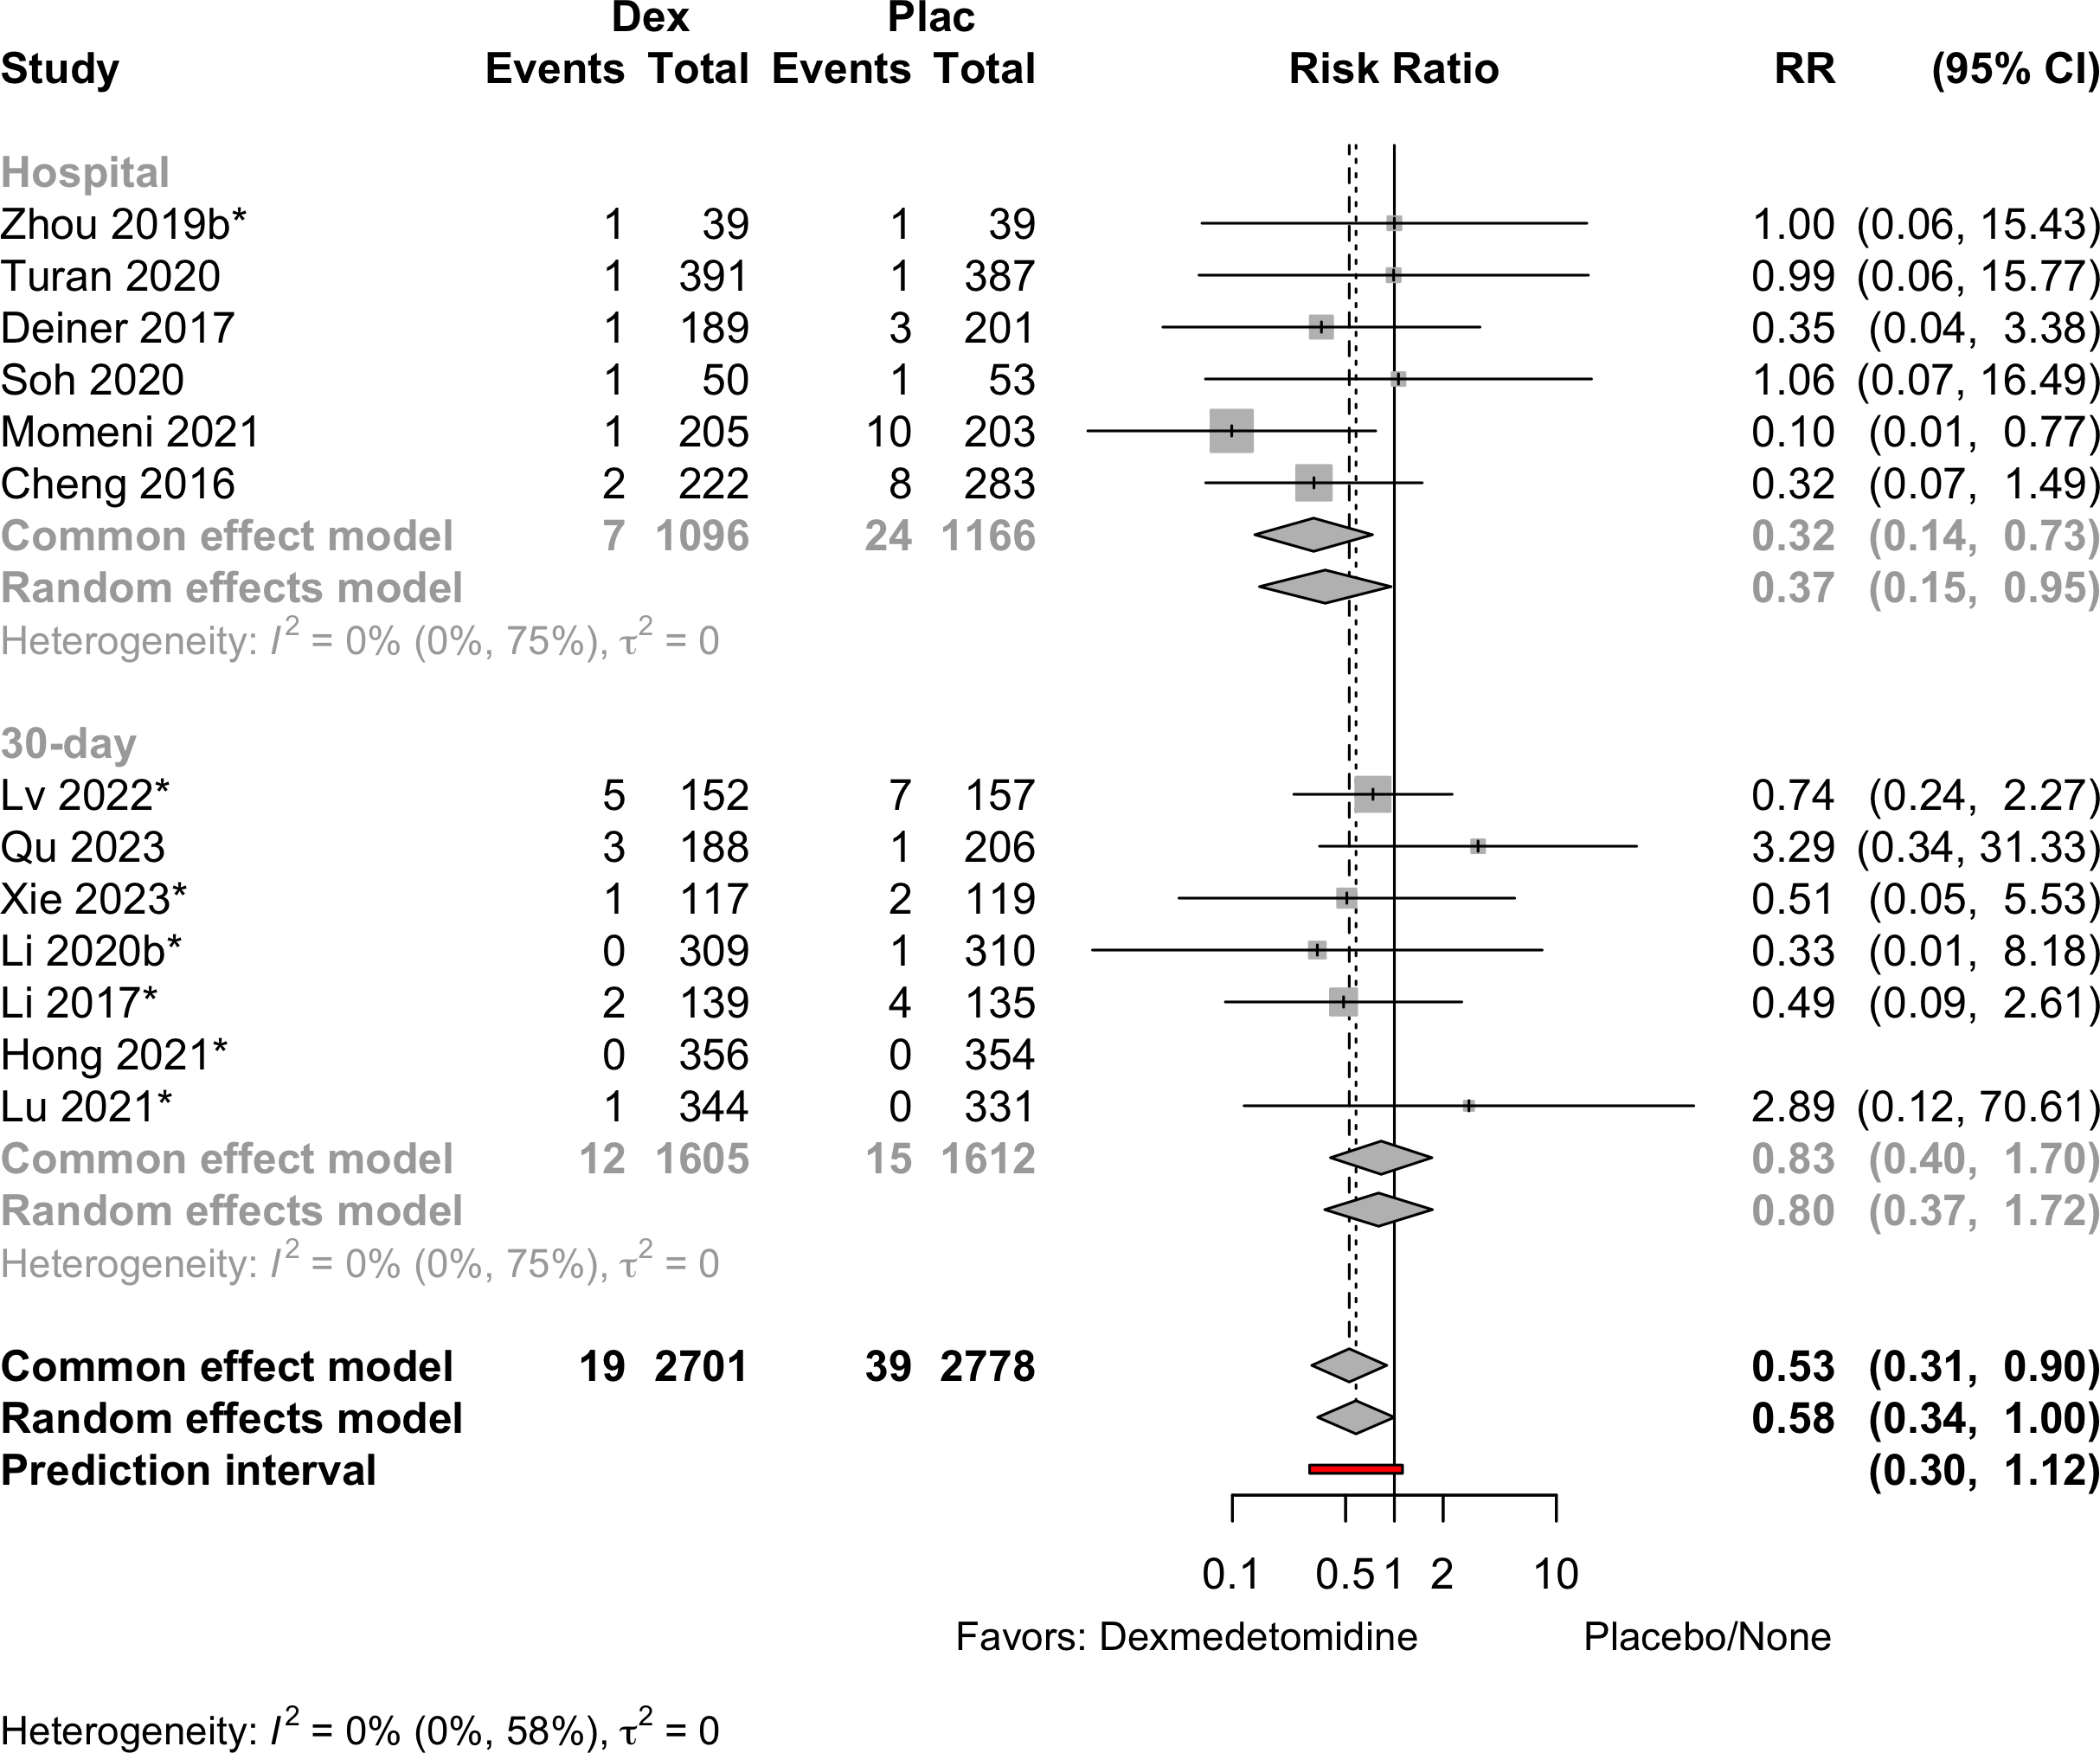 Dex Plac
Study Events Total Events Total Risk Ratio RR (95% CI)
Hospital
Zhou 2019b* 1 39 1 39 1.00 (0.06, 15.43)
Turan 2020 1 391 1 387 0.99 (0.06, 15.77)
Deiner 2017 1 189 3 201 0.35 (0.04, 3.38)
Soh 2020 1 50 1 53 1.06 (0.07, 16.49)
Momeni 2021 1 205 10 203 0.10 (0.01, 0.77)
Cheng 2016 2 222 8 283 0.32 (0.07, 1.49)
Common effect model 7 1096 24 1166 0.32 (0.14, 0.73)
Random effects model 0.37 (0.15, 0.95)
Heterogeneity: I² = 0% (0%, 75%), τ² = 0
30-day
Lv 2022* 5 152 7 157 0.74 (0.24, 2.27)
Qu 2023 3 188 1 206 3.29 (0.34, 31.33)
Xie 2023* 1 117 2 119 0.51 (0.05, 5.53)
Li 2020b* 0 309 1 310 0.33 (0.01, 8.18)
Li 2017* 2 139 4 135 0.49 (0.09, 2.61)
Hong 2021* 0 356 0 354
Lu 2021* 1 344 0 331 2.89 (0.12, 70.61)
Common effect model 12 1605 15 1612 0.83 (0.40, 1.70)
Random effects model 0.80 (0.37, 1.72)
Heterogeneity: I² = 0% (0%, 75%), τ² = 0
Common effect model 19 2701 39 2778 0.53 (0.31, 0.90)
Random effects model 0.58 (0.34, 1.00)
Prediction interval (0.30, 1.12)
0.1 0.5 1 2 10
Favors: Dexmedetomidine Placebo/None
Heterogeneity: I² = 0% (0%, 58%), τ² = 0